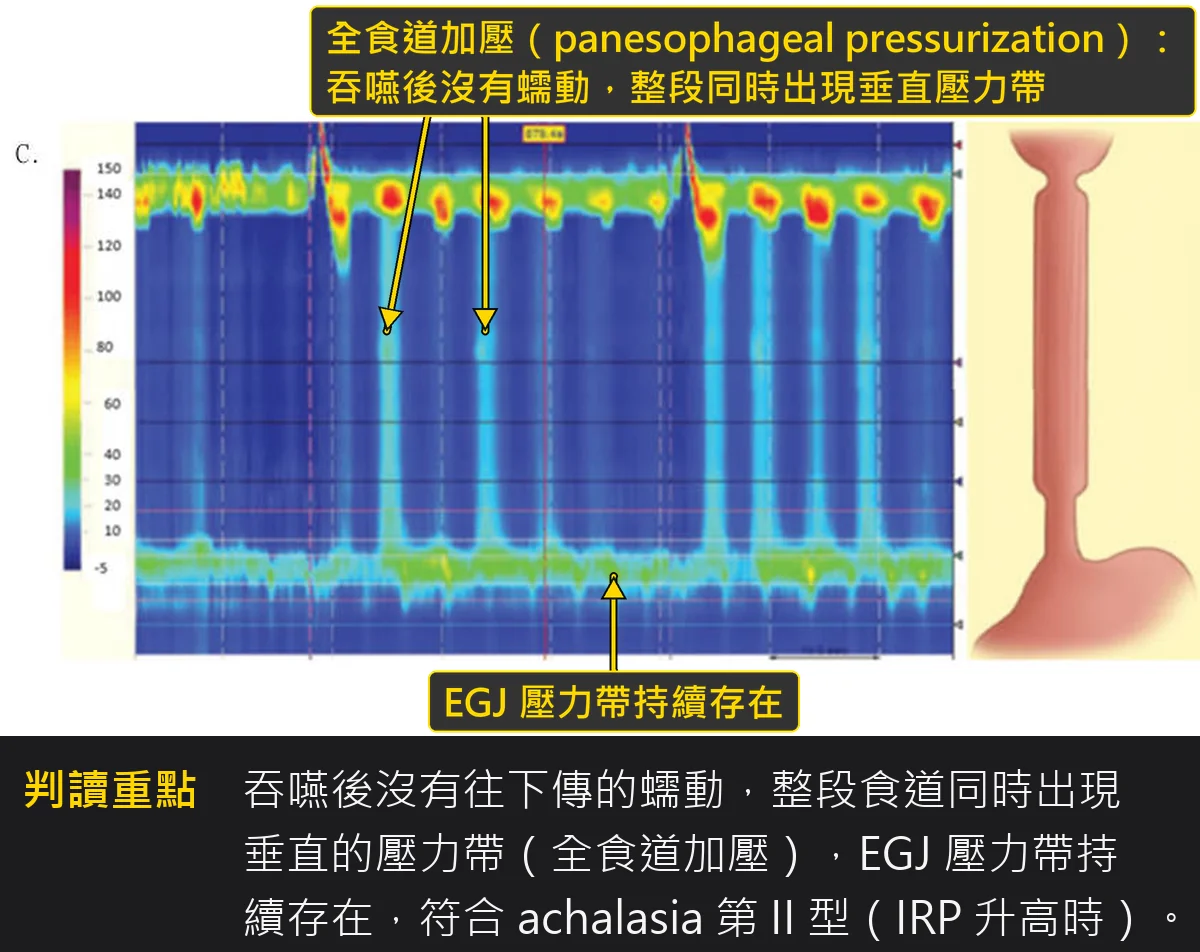 全食道加壓（panesophageal pressurization）：
吞嚥後沒有蠕動，整段同時出現垂直壓力帶
C.
150
140
120
100
80
60
40
30
20
10
-5
EGJ 壓力帶持續存在
判讀重點
吞嚥後沒有往下傳的蠕動，整段食道同時出現
垂直的壓力帶（全食道加壓），EGJ 壓力帶持
續存在，符合 achalasia 第 II 型（IRP 升高時）。